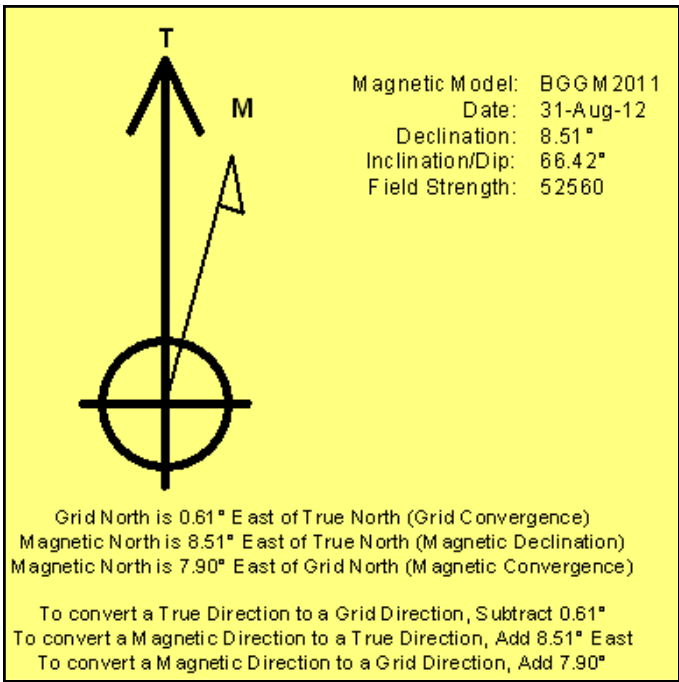 T
M
Magnetic Model: BGGM2011
Date: 31-Aug-12
Declination: 8.51°
Inclination/Dip: 66.42°
Field Strength: 52560
Grid North is 0.61° East of True North (Grid Convergence)
Magnetic North is 8.51° East of True North (Magnetic Declination)
Magnetic North is 7.90° East of Grid North (Magnetic Convergence)
To convert a True Direction to a Grid Direction, Subtract 0.61°
To convert a Magnetic Direction to a True Direction, Add 8.51° East
To convert a Magnetic Direction to a Grid Direction, Add 7.90°